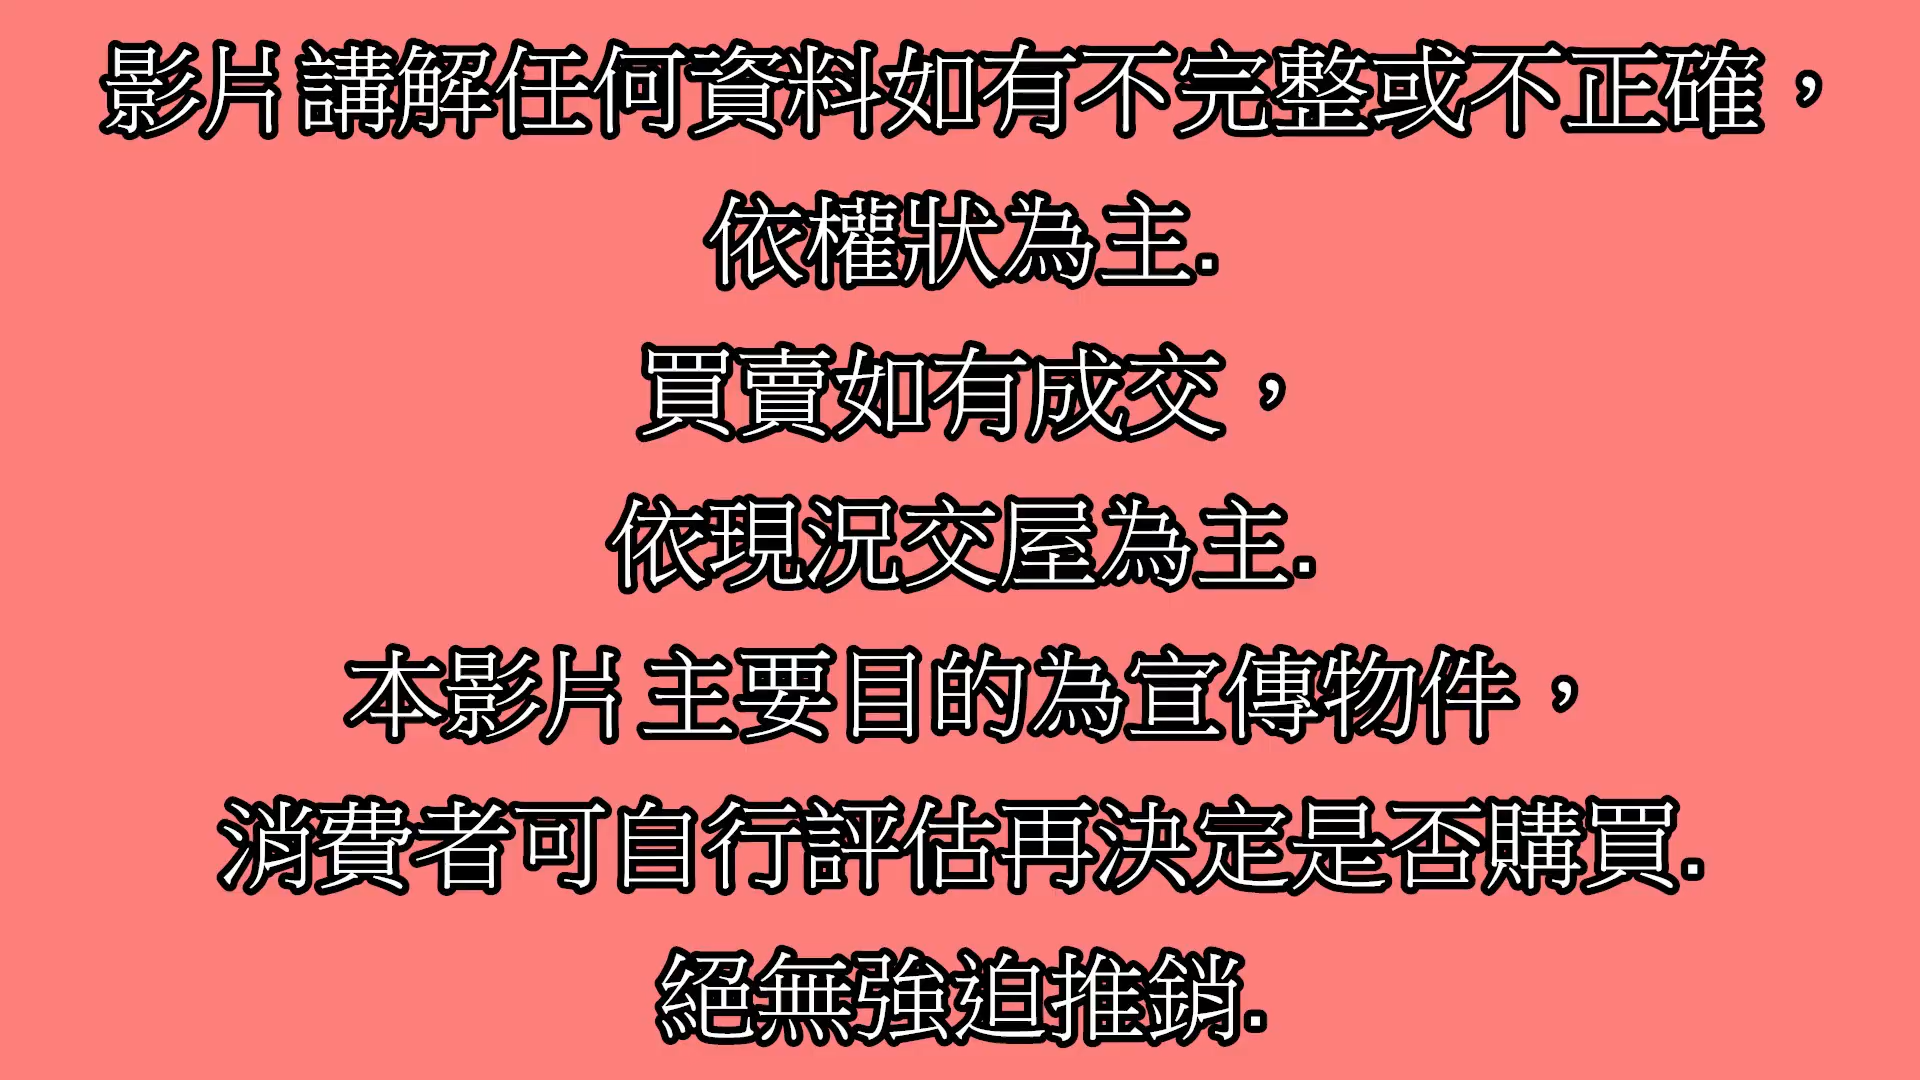 影片講解任何資料如有不完整或不正確，
依權狀為主.
買賣如有成交，
依現況交屋為主.
本影片主要目的為宣傳物件，
消費者可自行評估再決定是否購買.
絕無強迫推銷.